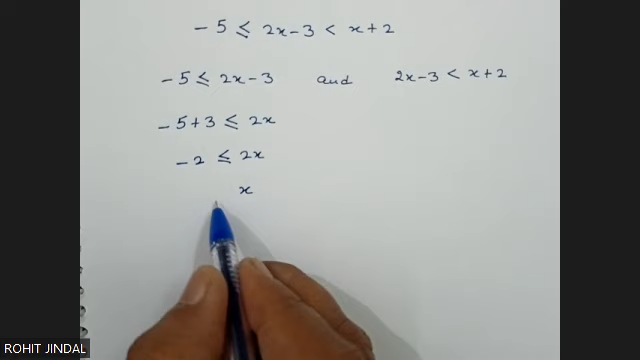 -5 ≤ 2x-3 < x+2
-5 ≤ 2x-3 and 2x-3 < x+2
-5+3 ≤ 2x
-2 ≤ 2x
x
ROHIT JINDAL